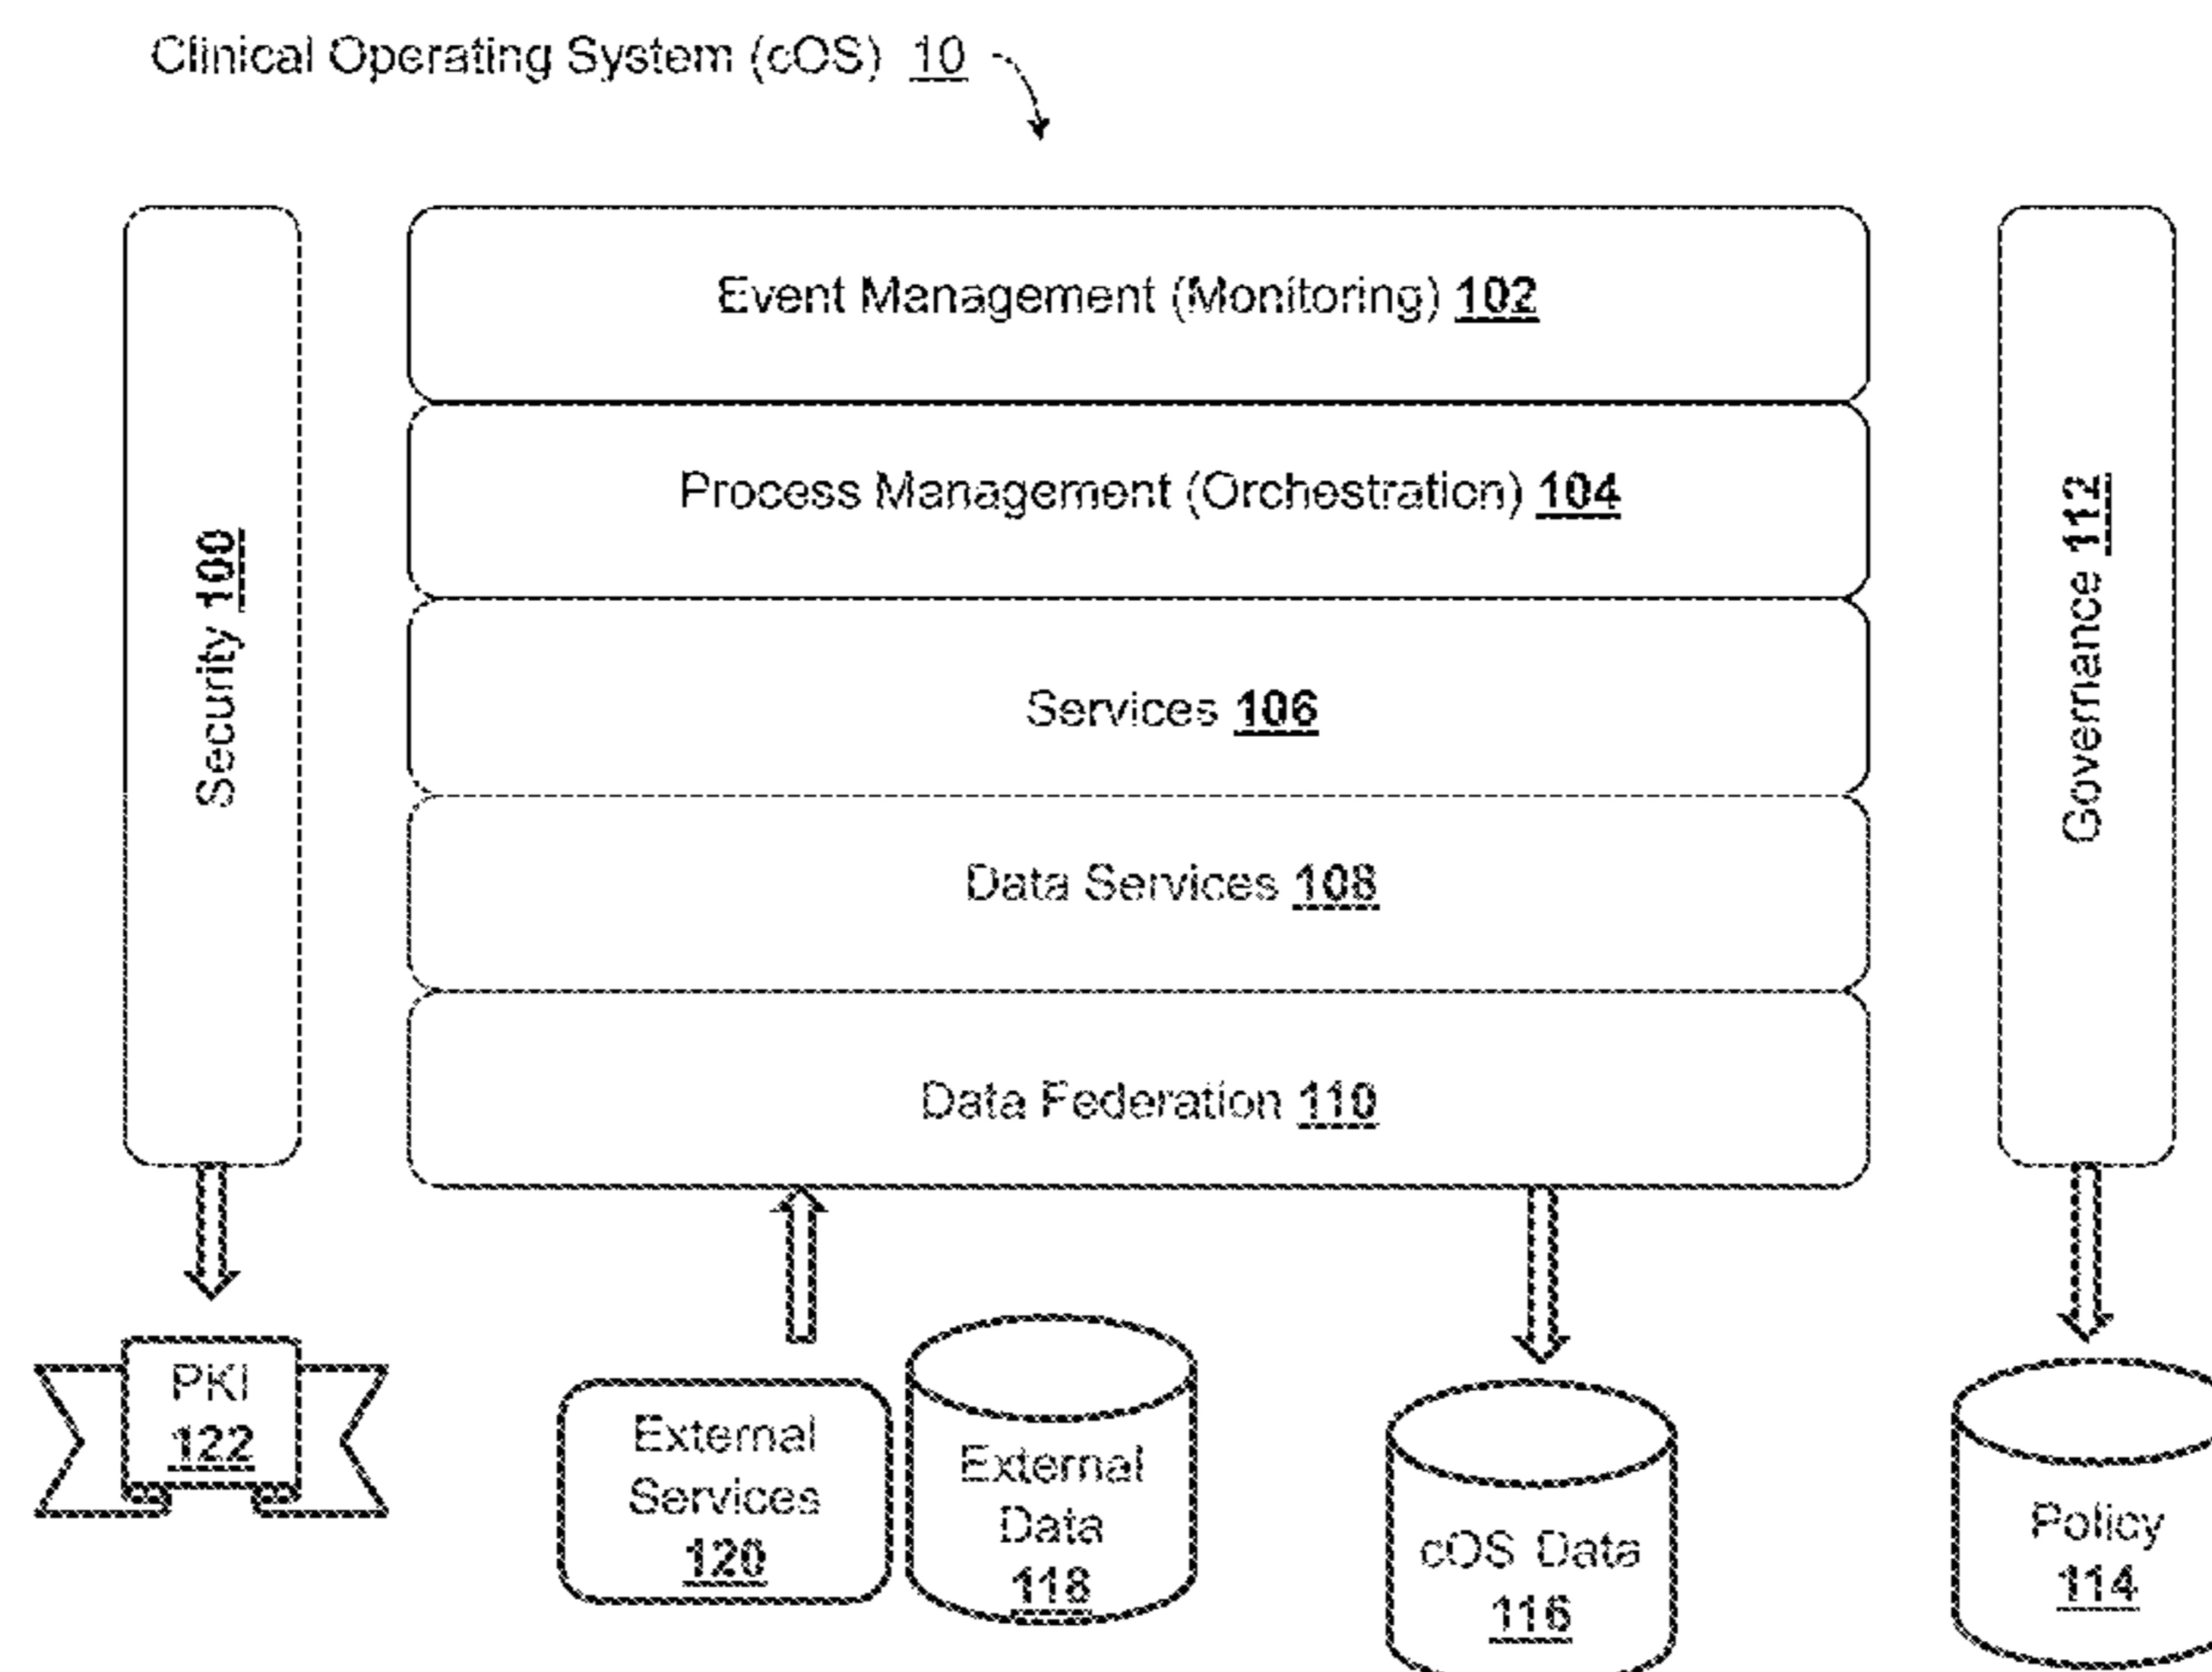 Clinical Operating System (cOS) 10
Event Management (Monitoring) 102
Process Management (Orchestration) 104
Services 106
Data Services 108
Data Federation 110
Security 100
Governance 112
PKI
122
External
Services
120
External
Data
118
cOS Data
116
Policy
114